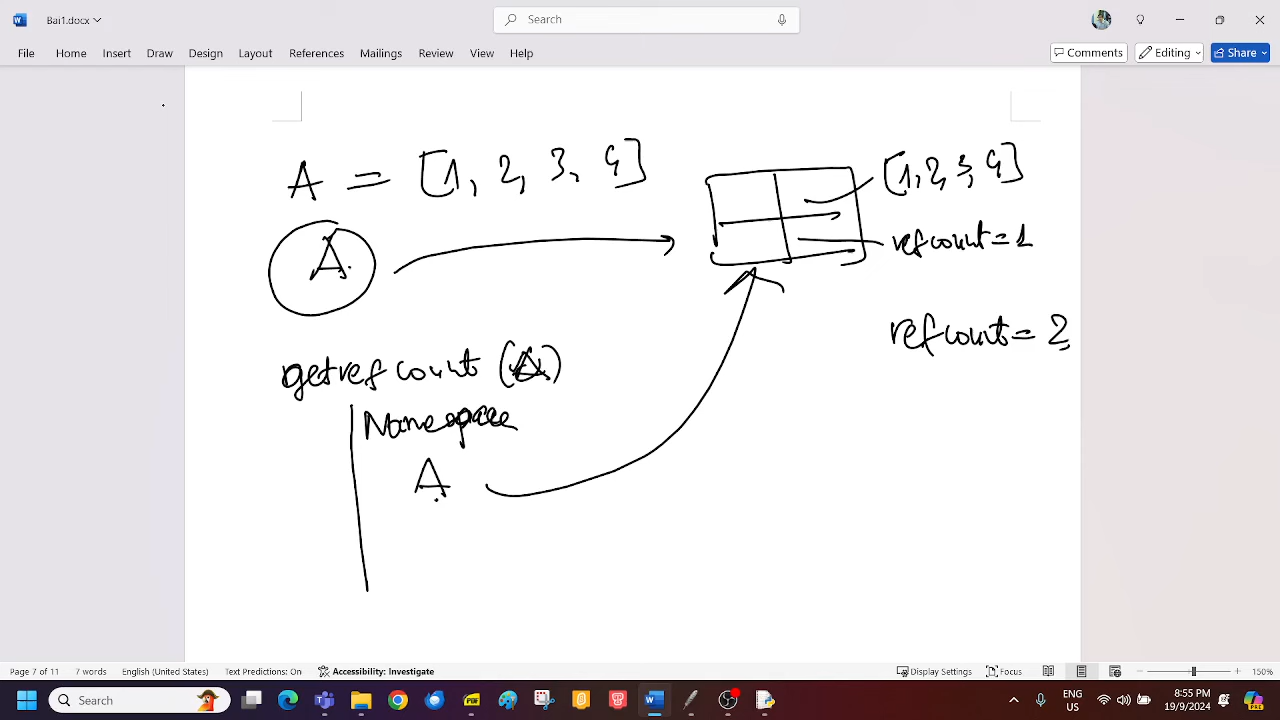 Bai1.docx
Search
File Home Insert Draw Design Layout References Mailings Review View Help
Comments Editing Share
A = [1, 2, 3, 4]
[1, 2, 3, 4]
A
refcount = 1
refcount = 2
getrefcount (A)
Namespace
A
Page 7 of 11 7 words English (United States) Text Predictions: On Accessibility: Investigate
Display Settings Focus 150%
Search
ENG
US
8:55 PM
19/9/2024